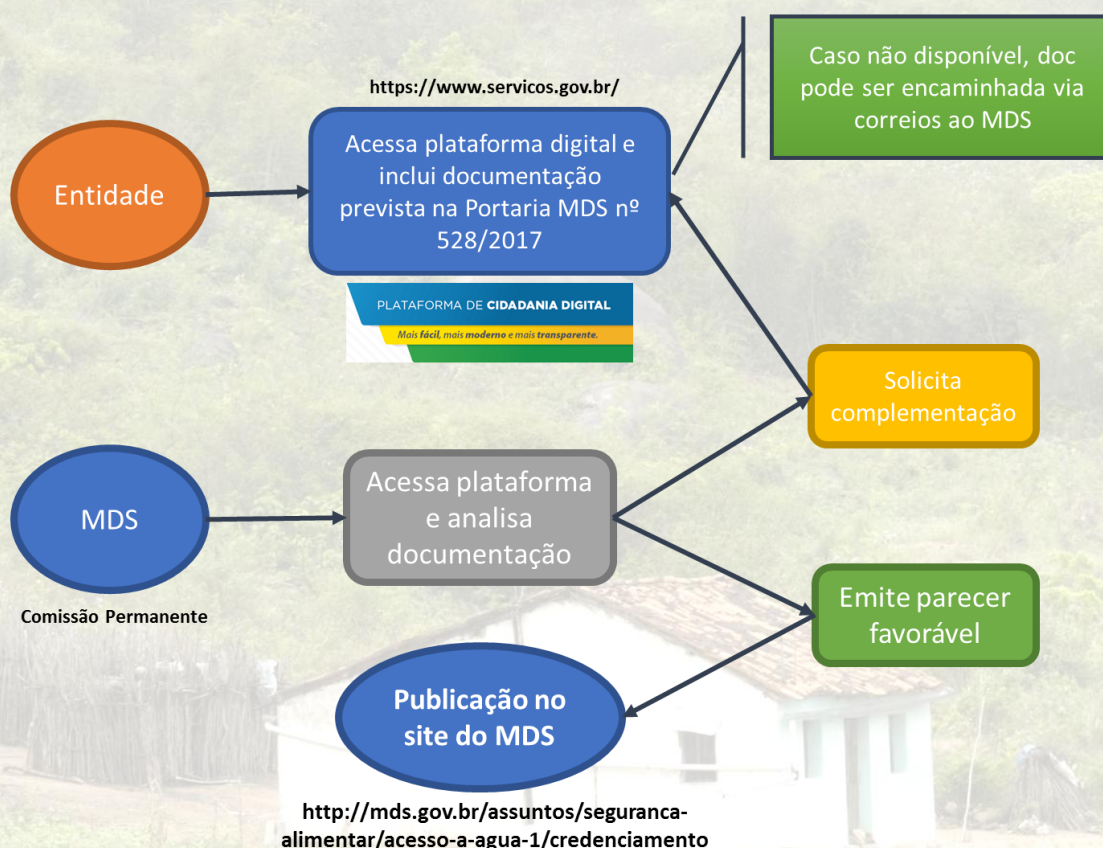 Caso não disponível, doc
pode ser encaminhada via
correios ao MDS
https://www.servicos.gov.br/
Entidade
Acessa plataforma digital e
inclui documentação
prevista na Portaria MDS nº
528/2017
PLATAFORMA DE CIDADANIA DIGITAL
Mais fácil, mais moderno e mais transparente.
Solicita
complementação
MDS
Comissão Permanente
Acessa plataforma
e analisa
documentação
Emite parecer
favorável
Publicação no
site do MDS
http://mds.gov.br/assuntos/seguranca-
alimentar/acesso-a-agua-1/credenciamento